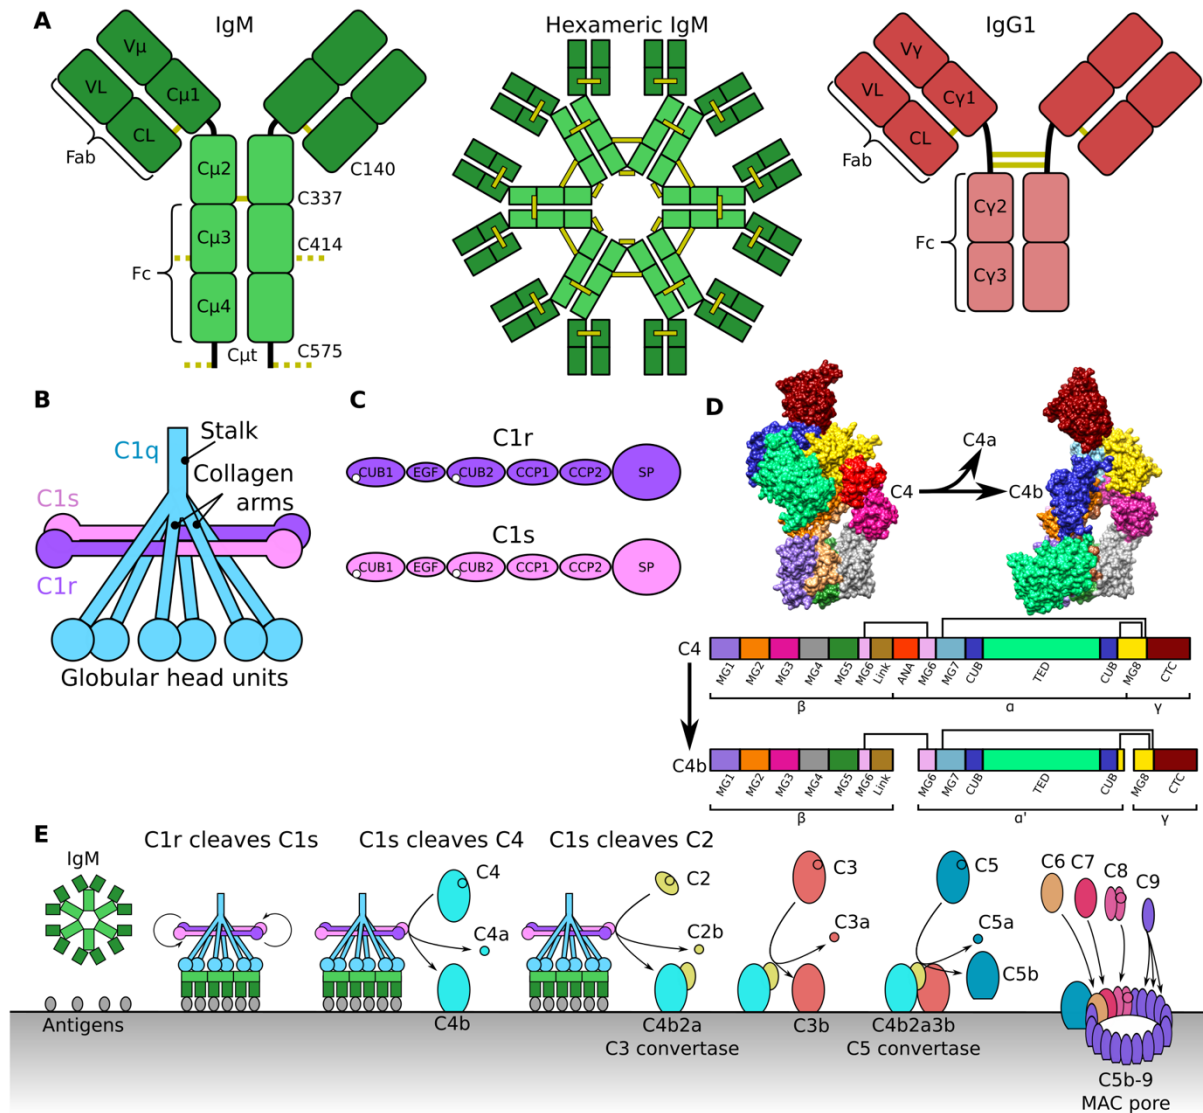 A
IgM
Hexameric IgM
IgG1
Vμ
VL
Cμ1
CL
Fab
Cμ2
C140
C337
Cμ3
C414
Fc
Cμ4
Cμt
C575
Vγ
VL
Cγ1
CL
Fab
Cγ2
Fc
Cγ3
B
C1q
Stalk
Collagen
arms
C1s
C1r
Globular head units
C
C1r
CUB1 EGF CUB2 CCP1 CCP2 SP
C1s
CUB1 EGF CUB2 CCP1 CCP2 SP
D
C4a
C4
C4b
C4
MG1 MG2 MG3 MG4 MG5 MG6 Link ANA MG6 MG7 CUB TED CUB MG8 CTC
β α γ
C4b
MG1 MG2 MG3 MG4 MG5 MG6 Link MG6 MG7 CUB TED CUB MG8 CTC
β α' γ
E
IgM
Antigens
C1r cleaves C1s
C1s cleaves C4
C4
C4a
C4b
C1s cleaves C2
C2
C2b
C4b2a
C3 convertase
C3
C3a
C3b
C5
C5a
C5b
C4b2a3b
C5 convertase
C6 C7 C8 C9
C5b-9
MAC pore